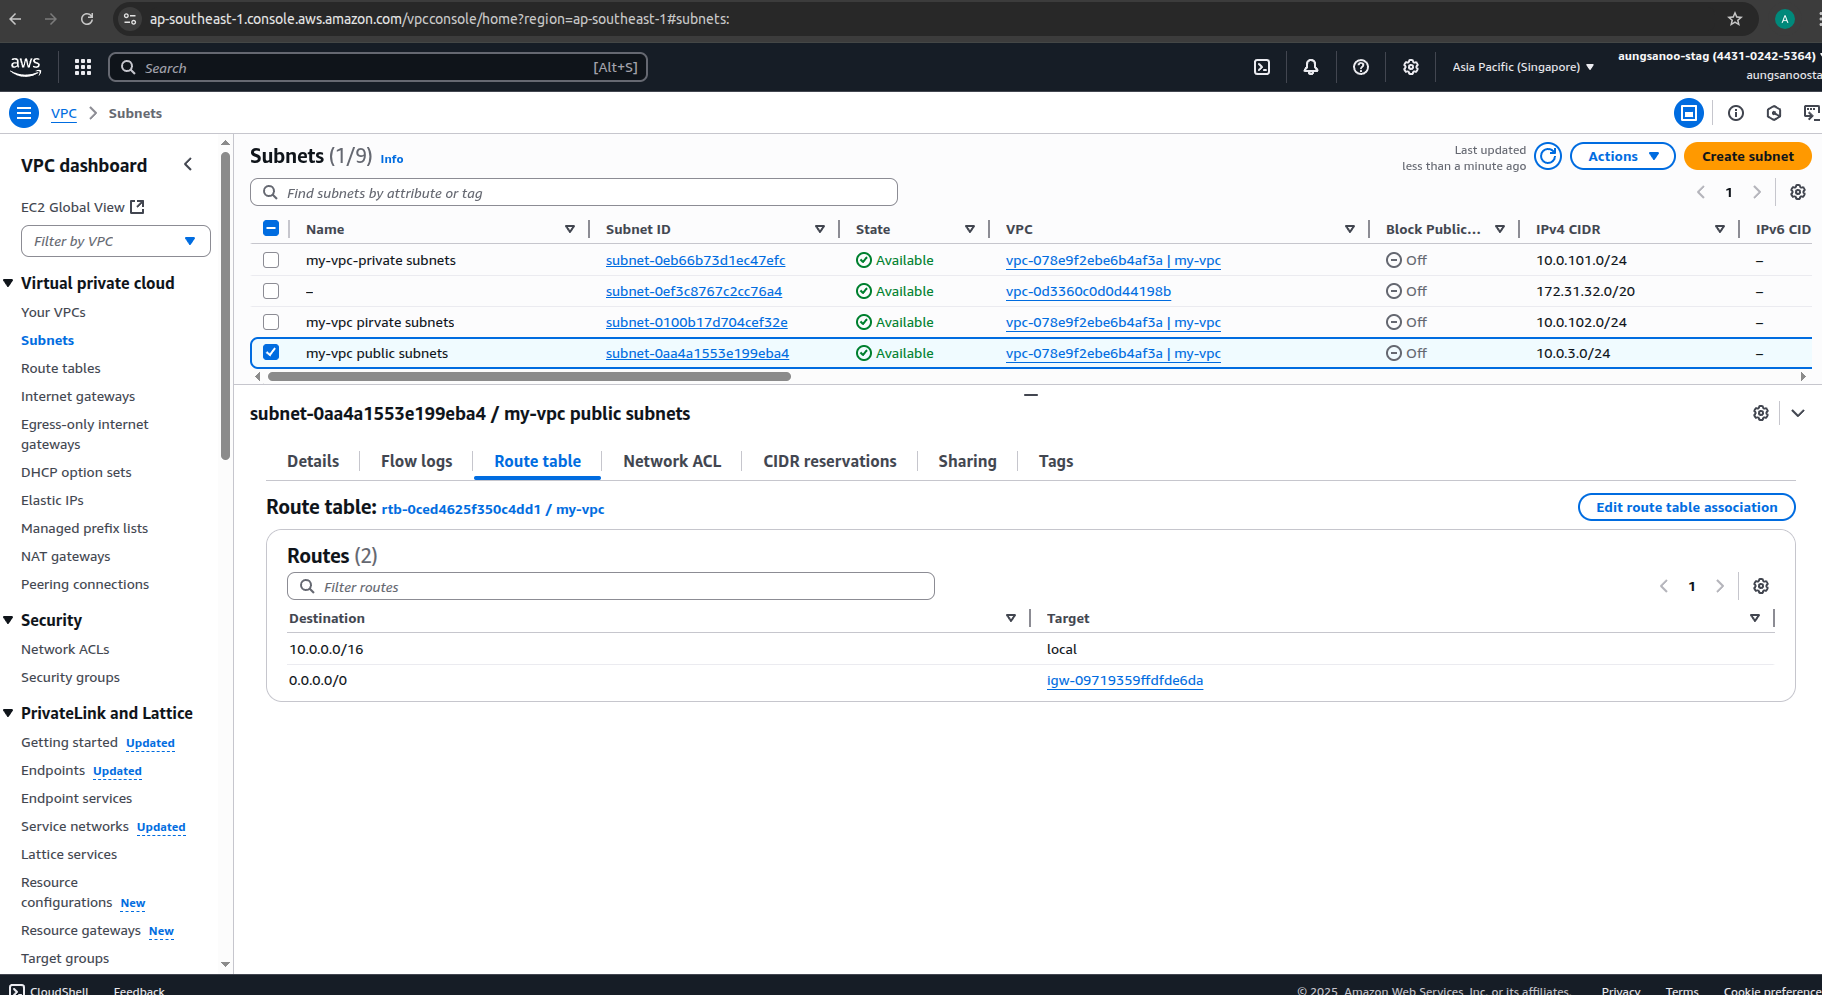 ap-southeast-1.console.aws.amazon.com/vpcconsole/home?region=ap-southeast-1#subnets:
A
aws
Search [Alt+S]
Asia Pacific (Singapore)
aungsanoo-stag (4431-0242-5364)
aungsanoosta
VPC > Subnets
VPC dashboard
EC2 Global View
Filter by VPC
Virtual private cloud
Your VPCs
Subnets
Route tables
Internet gateways
Egress-only internet
gateways
DHCP option sets
Elastic IPs
Managed prefix lists
NAT gateways
Peering connections
Security
Network ACLs
Security groups
PrivateLink and Lattice
Getting started Updated
Endpoints Updated
Endpoint services
Service networks Updated
Lattice services
Resource
configurations New
Resource gateways New
Target groups
Subnets (1/9) Info
Last updated
less than a minute ago
Actions
Create subnet
Find subnets by attribute or tag
1
Name Subnet ID State VPC Block Public... IPv4 CIDR IPv6 CID
my-vpc-private subnets subnet-0eb66b73d1ec47efc Available vpc-078e9f2ebe6b4af3a | my-vpc Off 10.0.101.0/24 –
– subnet-0ef3c8767c2cc76a4 Available vpc-0d3360c0d0d44198b Off 172.31.32.0/20 –
my-vpc pirvate subnets subnet-0100b17d704cef32e Available vpc-078e9f2ebe6b4af3a | my-vpc Off 10.0.102.0/24 –
my-vpc public subnets subnet-0aa4a1553e199eba4 Available vpc-078e9f2ebe6b4af3a | my-vpc Off 10.0.3.0/24 –
subnet-0aa4a1553e199eba4 / my-vpc public subnets
Details Flow logs Route table Network ACL CIDR reservations Sharing Tags
Route table: rtb-0ced4625f350c4dd1 / my-vpc
Edit route table association
Routes (2)
Filter routes
1
Destination Target
10.0.0.0/16 local
0.0.0.0/0 igw-09719359ffdfde6da
CloudShell Feedback © 2025, Amazon Web Services, Inc. or its affiliates. Privacy Terms Cookie preference